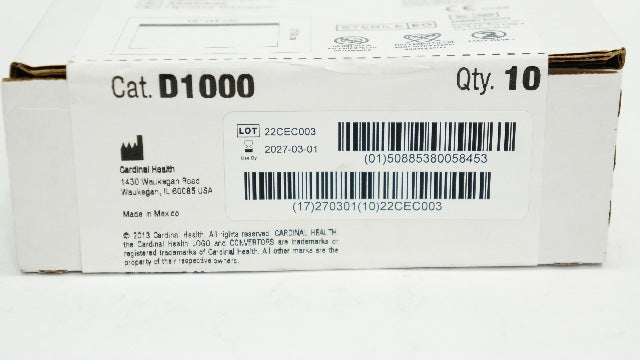 STERILE EO
2
Cat. D1000
Qty. 10
LOT 22CEC003
2027-03-01
Use By
(01)50885380058453
(17)270301(10)22CEC003
Cardinal Health
1430 Waukegan Road
Waukegan, IL 60085 USA
Made in Mexico
© 2013 Cardinal Health. All rights reserved. CARDINAL HEALTH,
the Cardinal Health LOGO and CONVERTORS are trademarks or
registered trademarks of Cardinal Health. All other marks are the
property of their respective owners.